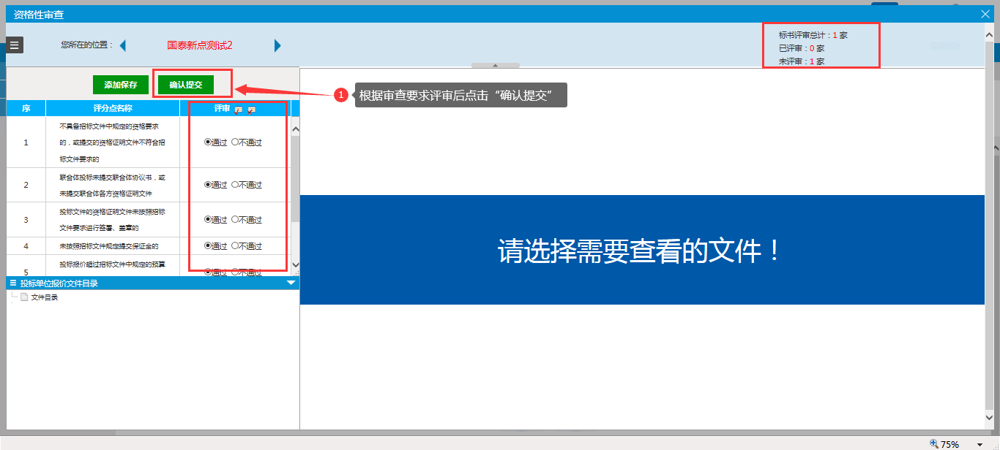 资格性审查
您所在的位置：
国泰新点测试2
标书评审总计：1 家
已评审：0 家
未评审：1 家
添加保存
确认提交
1
根据审查要求评审后点击“确认提交”
序
评分点名称
评审
1
不具备招标文件中规定的资格要求
的，或提交的资格证明文件不符合招
标文件要求的
通过
不通过
2
联合体投标未提交联合体协议书，或
未提交联合体各方资格证明文件
通过
不通过
3
投标文件的资格证明文件未按照招标
文件要求进行签署、盖章的
通过
不通过
4
未按照招标文件规定提交保证金的
通过
不通过
5
投标报价超过招标文件中规定的预算
通过
不通过
投标单位报价文件目录
文件目录
请选择需要查看的文件！
75%